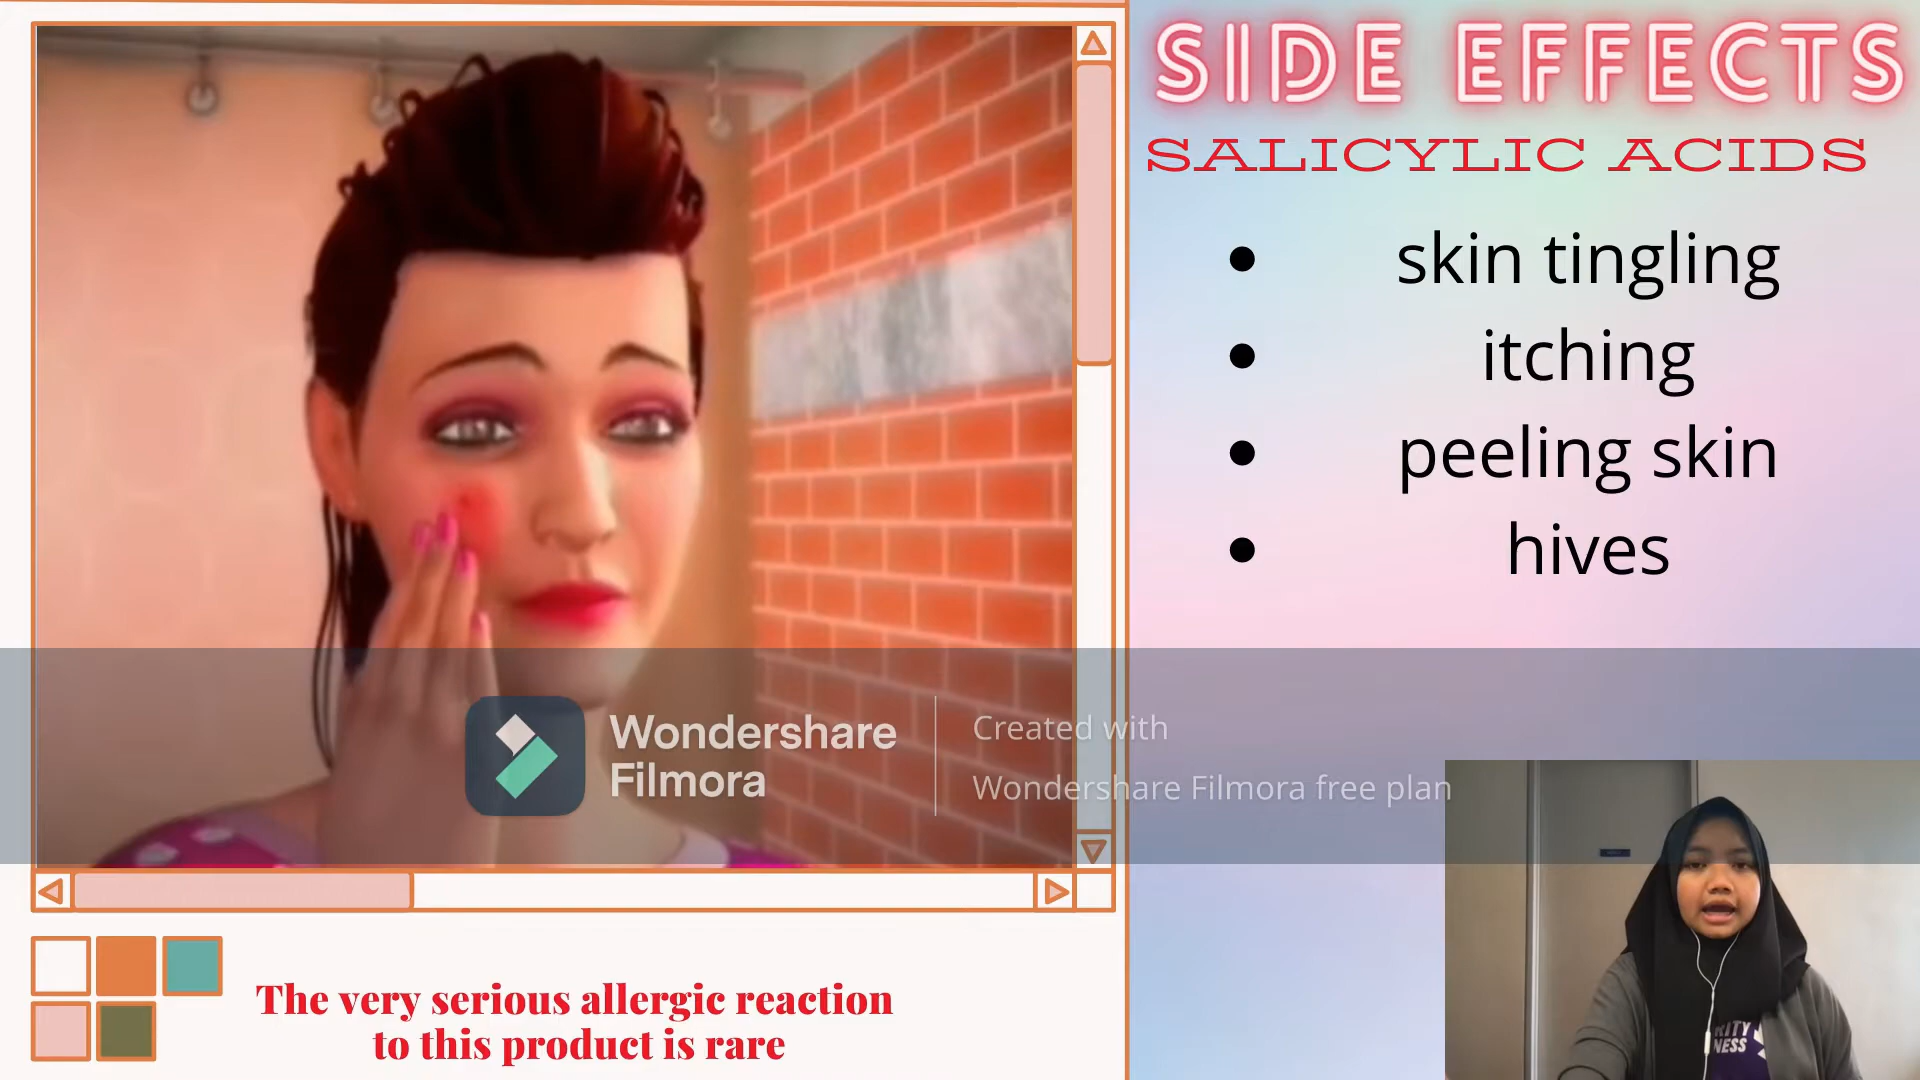 SIDE EFFECTS
SALICYLIC ACIDS
• skin tingling
• itching
• peeling skin
• hives
Wondershare
Filmora
Created with
Wondershare Filmora free plan
The very serious allergic reaction
to this product is rare